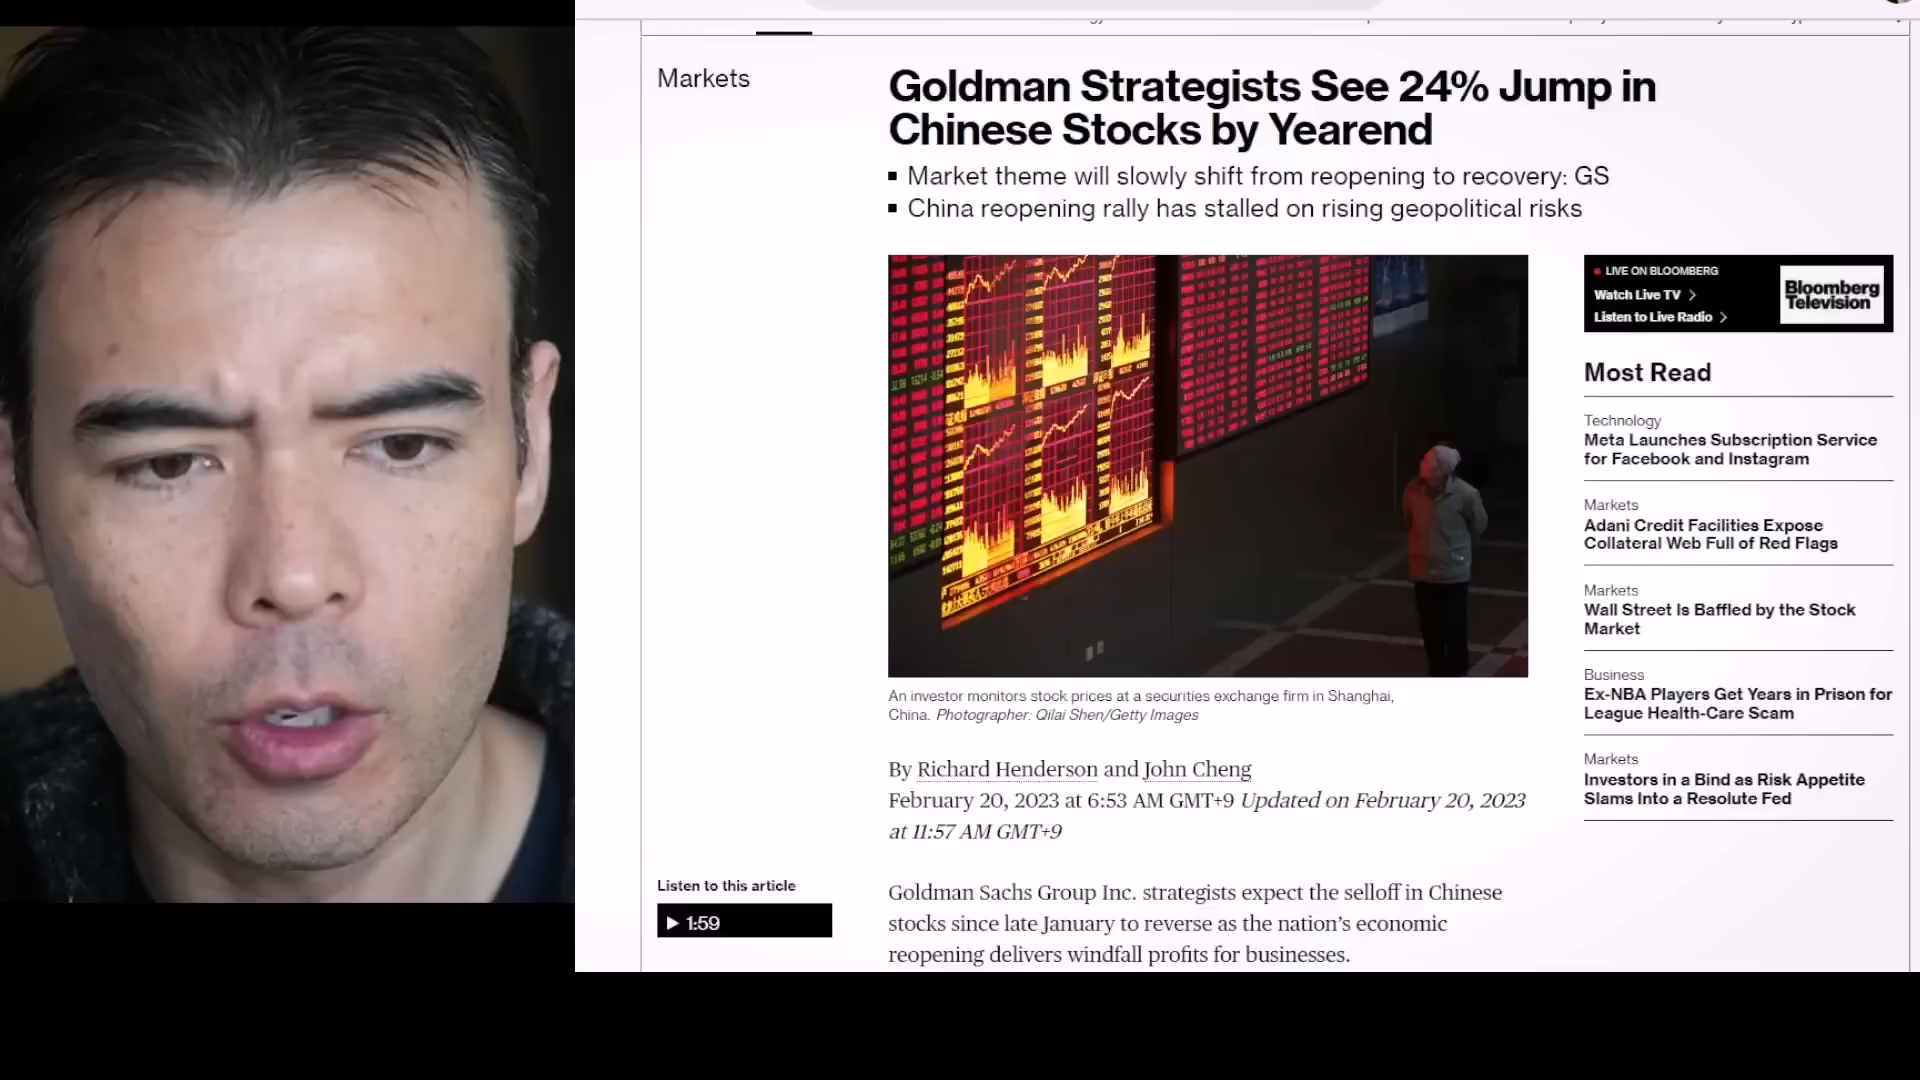 Markets
Goldman Strategists See 24% Jump in
Chinese Stocks by Yearend
Market theme will slowly shift from reopening to recovery: GS
China reopening rally has stalled on rising geopolitical risks
LIVE ON BLOOMBERG
Watch Live TV
Listen to Live Radio
Bloomberg
Television
Most Read
Technology
Meta Launches Subscription Service
for Facebook and Instagram
Markets
Adani Credit Facilities Expose
Collateral Web Full of Red Flags
Markets
Wall Street Is Baffled by the Stock
Market
Business
Ex-NBA Players Get Years in Prison for
League Health-Care Scam
Markets
Investors in a Bind as Risk Appetite
Slams Into a Resolute Fed
An investor monitors stock prices at a securities exchange firm in Shanghai,
China. Photographer: Qilai Shen/Getty Images
By Richard Henderson and John Cheng
February 20, 2023 at 6:53 AM GMT+9 Updated on February 20, 2023
at 11:57 AM GMT+9
Listen to this article
1:59
Goldman Sachs Group Inc. strategists expect the selloff in Chinese
stocks since late January to reverse as the nation’s economic
reopening delivers windfall profits for businesses.